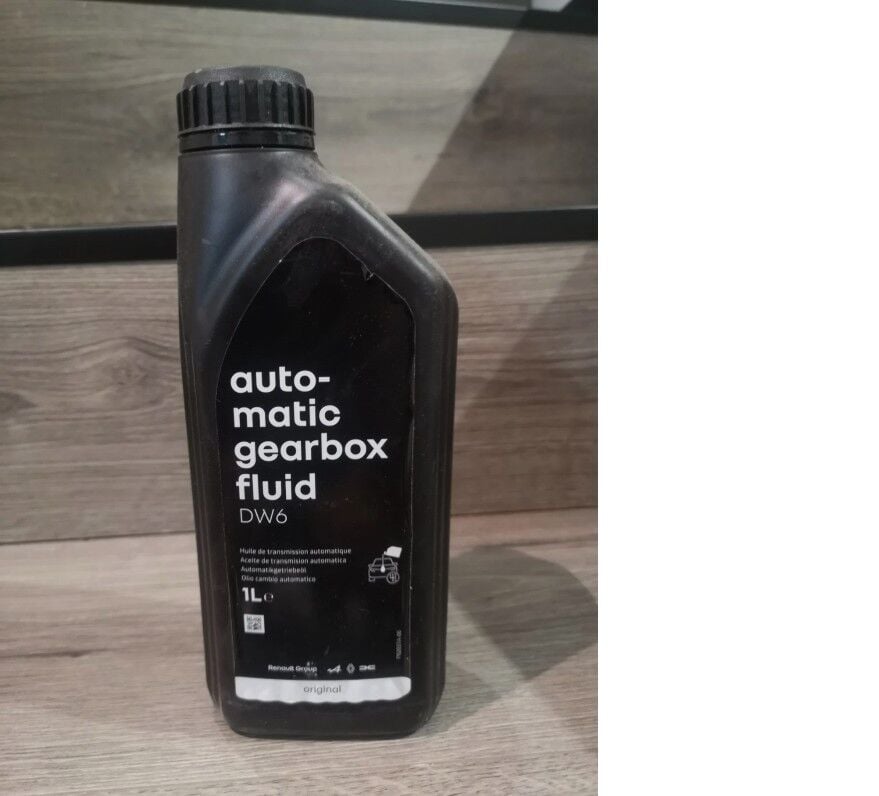 auto-
matic
gearbox
fluid
DW6
Huile de transmission automatique
Aceite de transmision automatica
Automatikgetriebeöl
Olio cambio automatico
1L e
Renault Group
original